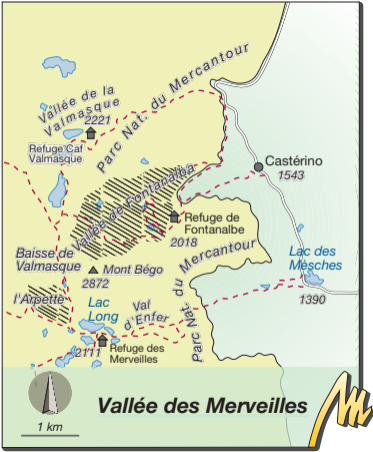 Vallée de la
Valmasque
2221
Refuge Caf
Valmasque
Parc Nat. du Mercantour
Castérino
1543
Vallée de Fontanalba
Refuge de
Fontanalbe
2018
Baisse de
Valmasque
Mont Bégo
2872
Parc Nat. du Mercantour
Lac des
Mesches
1390
l'Arpette
Lac
Long
Val
d'Enfer
2111
Refuge des
Merveilles
Vallée des Merveilles
1 km